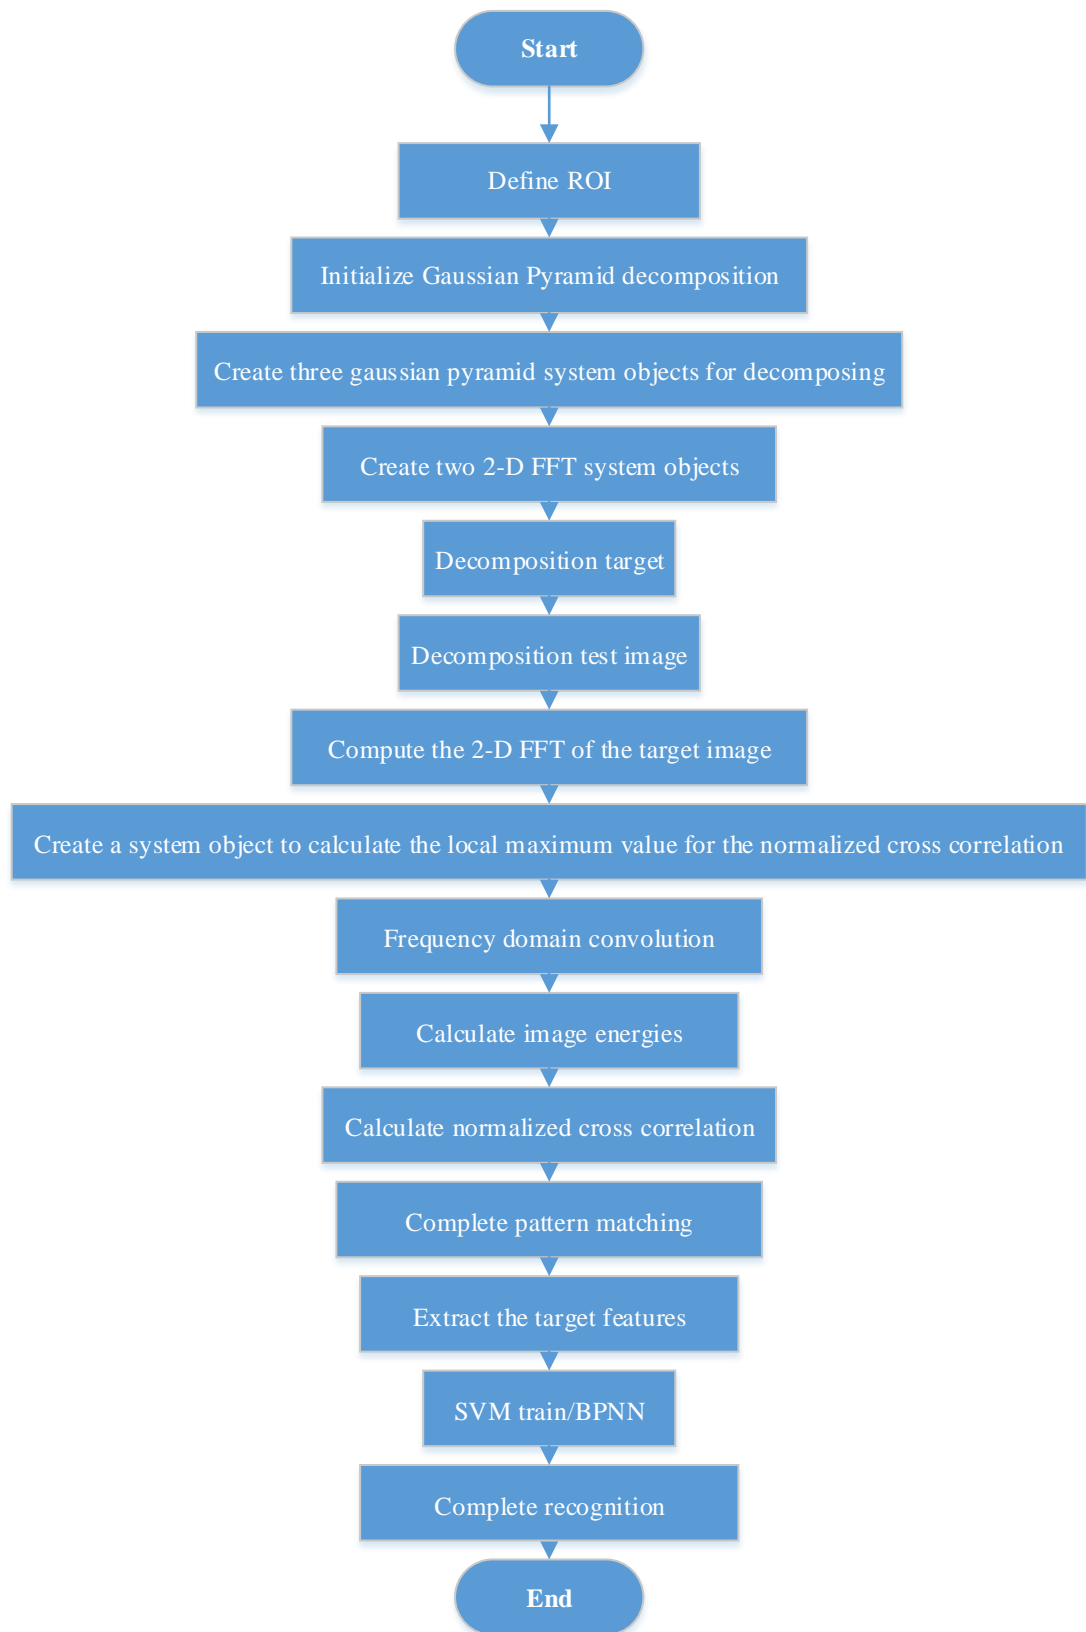 Start
Define ROI
Initialize Gaussian Pyramid decomposition
Create three gaussian pyramid system objects for decomposing
Create two 2-D FFT system objects
Decomposition target
Decomposition test image
Compute the 2-D FFT of the target image
Create a system object to calculate the local maximum value for the normalized cross correlation
Frequency domain convolution
Calculate image energies
Calculate normalized cross correlation
Complete pattern matching
Extract the target features
SVM train/BPNN
Complete recognition
End